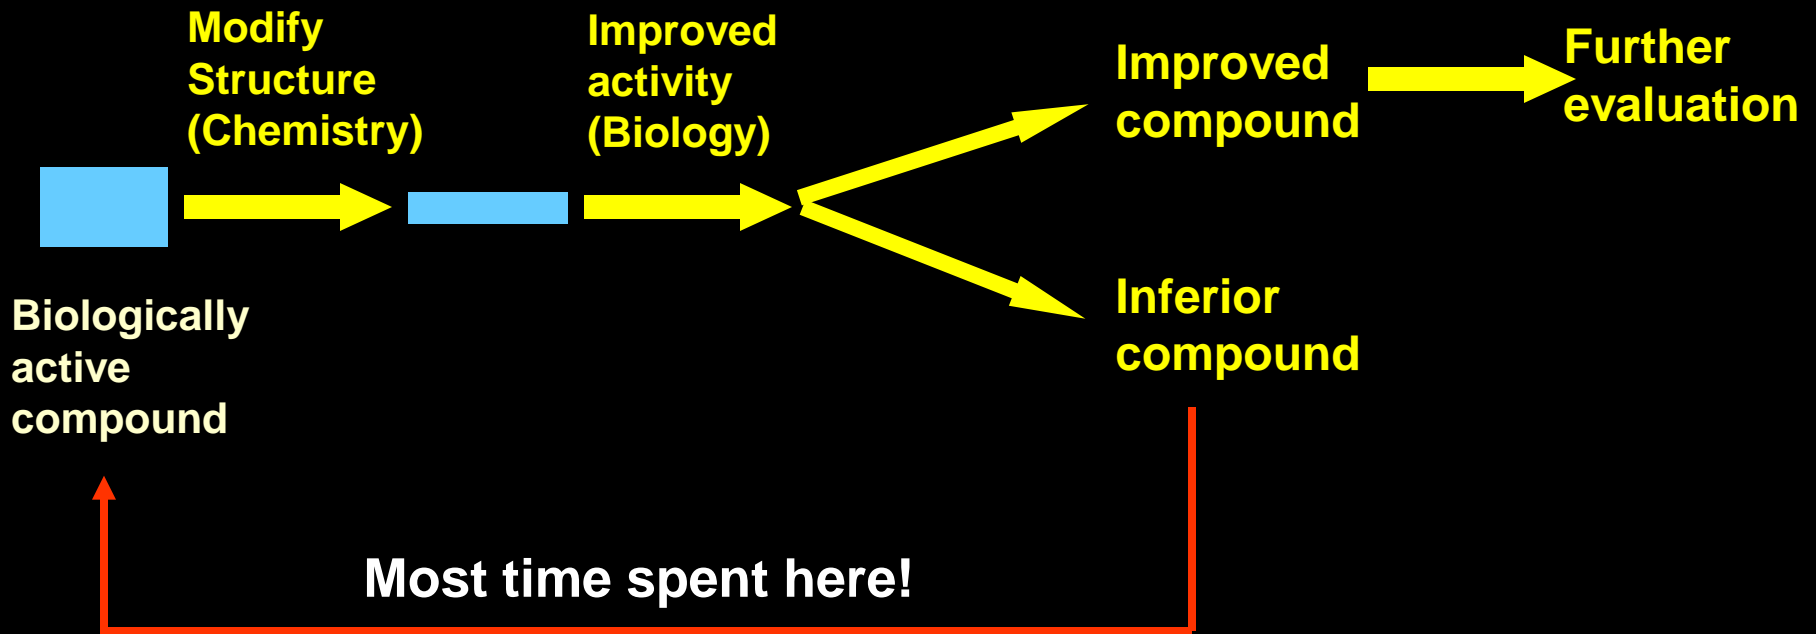 Modify
Structure
(Chemistry)
Improved
activity
(Biology)
Improved
compound
Further
evaluation
Biologically
active
compound
Inferior
compound
Most time spent here!